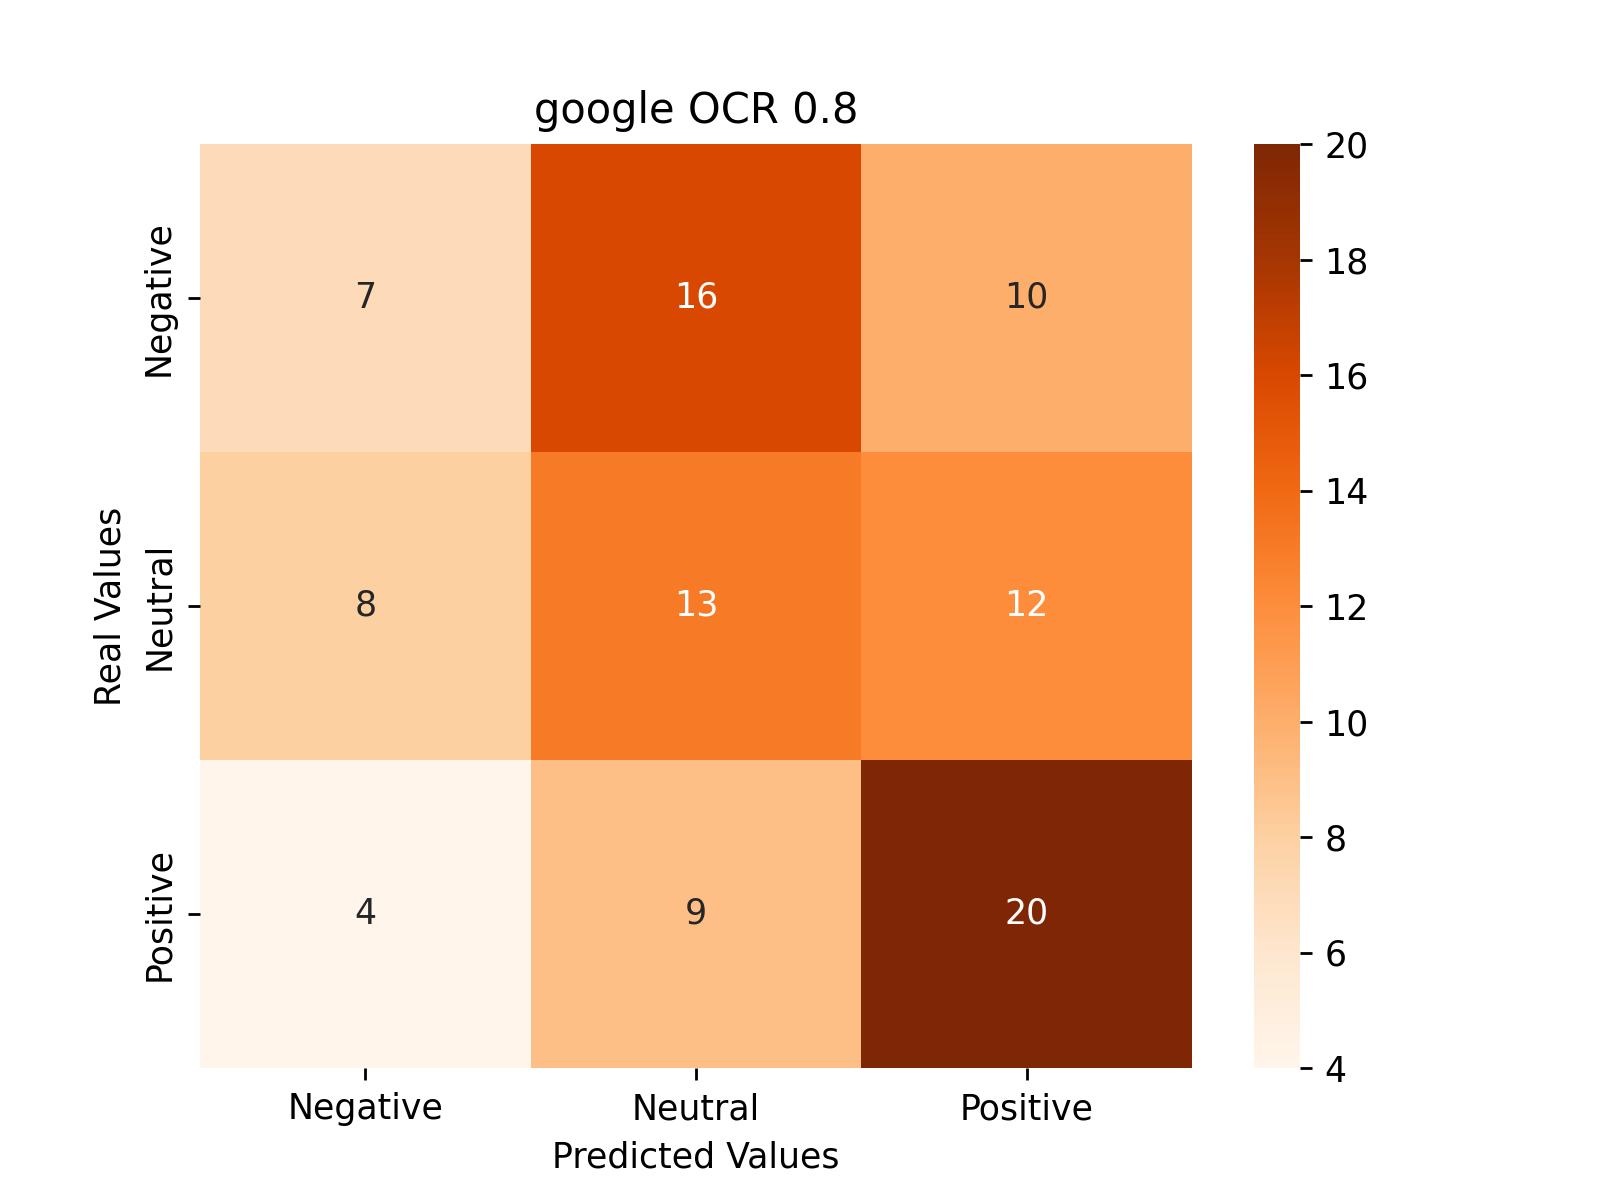 google OCR 0.8
Real Values
Negative
7 16 10
Neutral
8 13 12
Positive
4 9 20
Negative Neutral Positive
Predicted Values
20
18
16
14
12
10
8
6
4